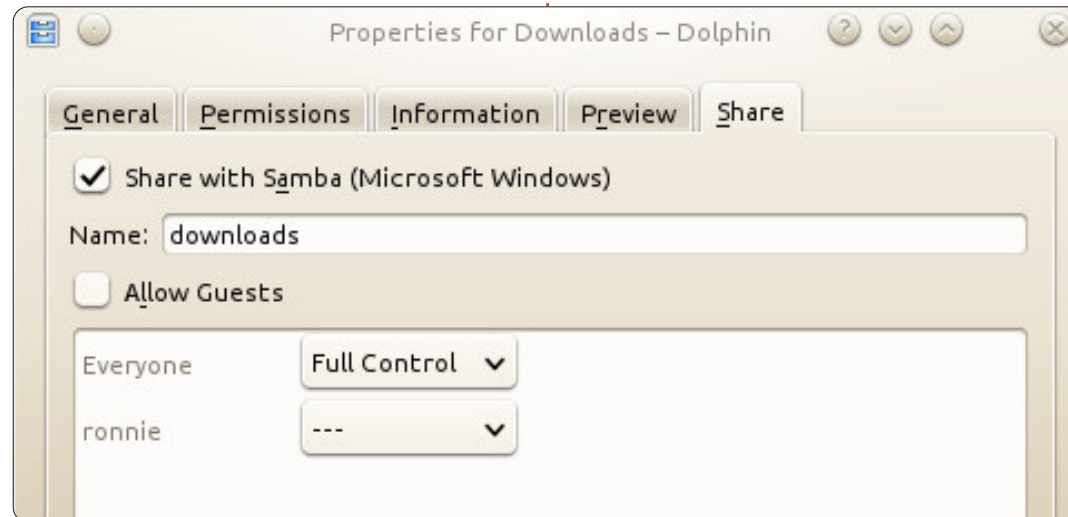 Properties for Downloads – Dolphin
General Permissions Information Preview Share
Share with Samba (Microsoft Windows)
Name: downloads
Allow Guests
Everyone Full Control
ronnie ---